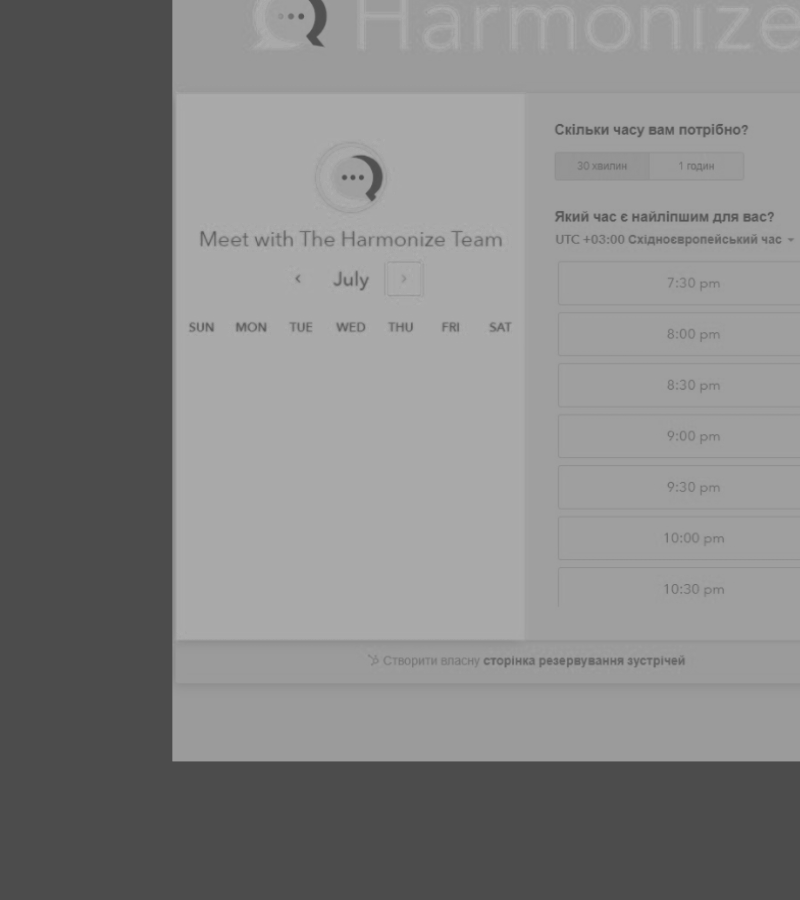 Harmonize
Meet with The Harmonize Team
July
SUN MON TUE WED THU FRI SAT
Скільки часу вам потрібно?
30 хвилин 1 годин
Який час є найліпшим для вас?
UTC +03:00 Східноєвропейський час
7:30 pm
8:00 pm
8:30 pm
9:00 pm
9:30 pm
10:00 pm
10:30 pm
Створити власну сторінка резервування зустрічей